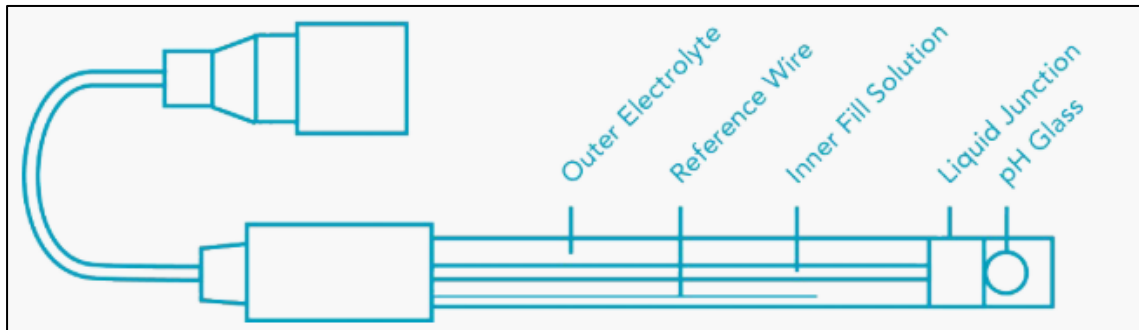 Outer Electrolyte
Reference Wire
Inner Fill Solution
Liquid Junction
pH Glass